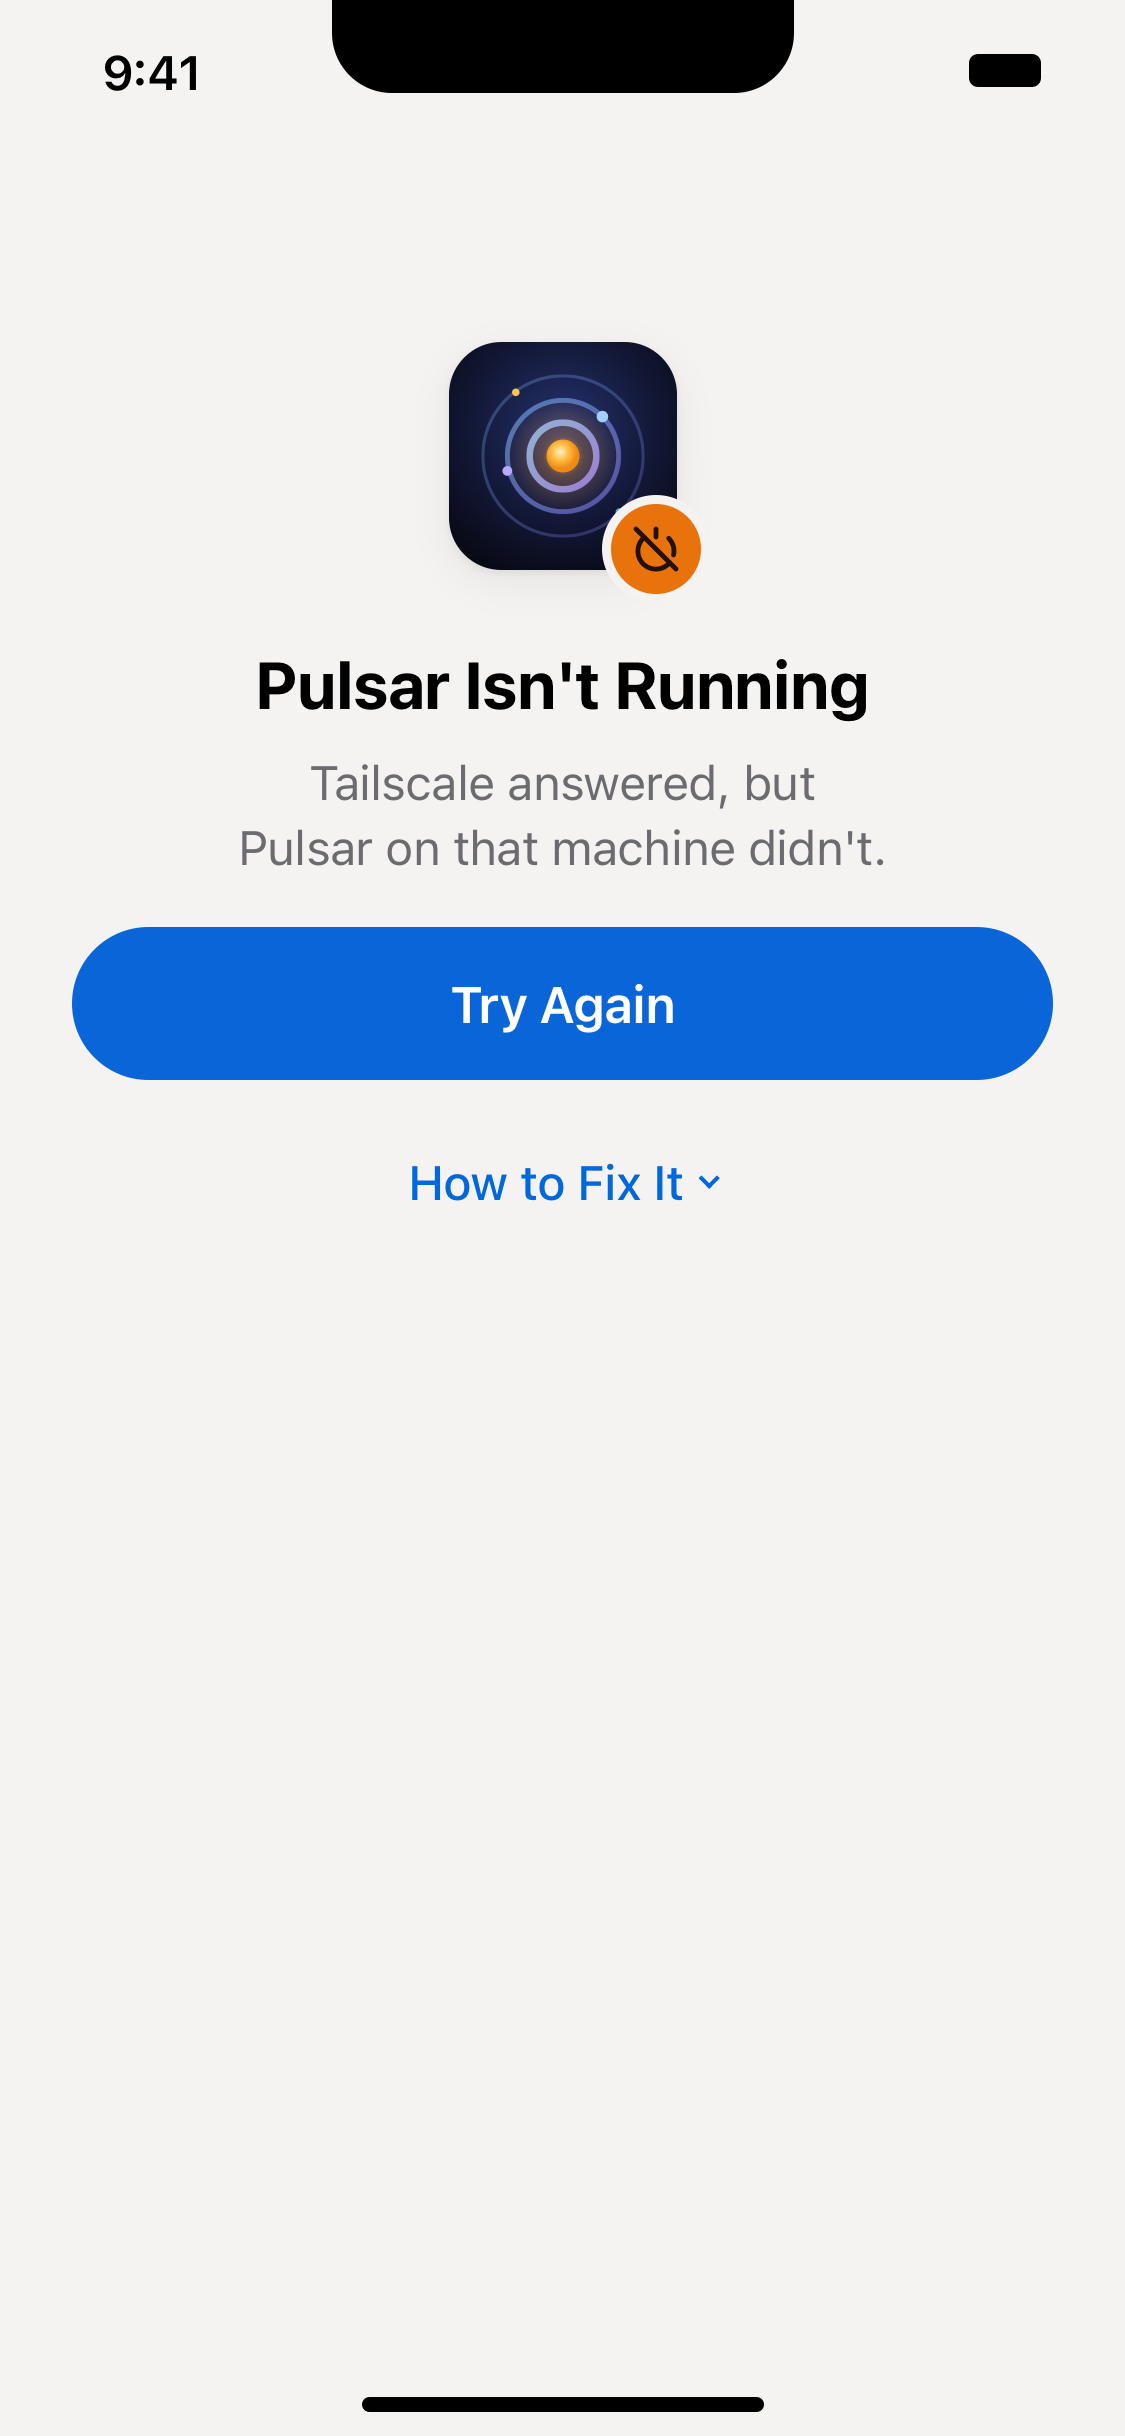 9:41
Pulsar Isn't Running
Tailscale answered, but
Pulsar on that machine didn't.
Try Again
How to Fix It